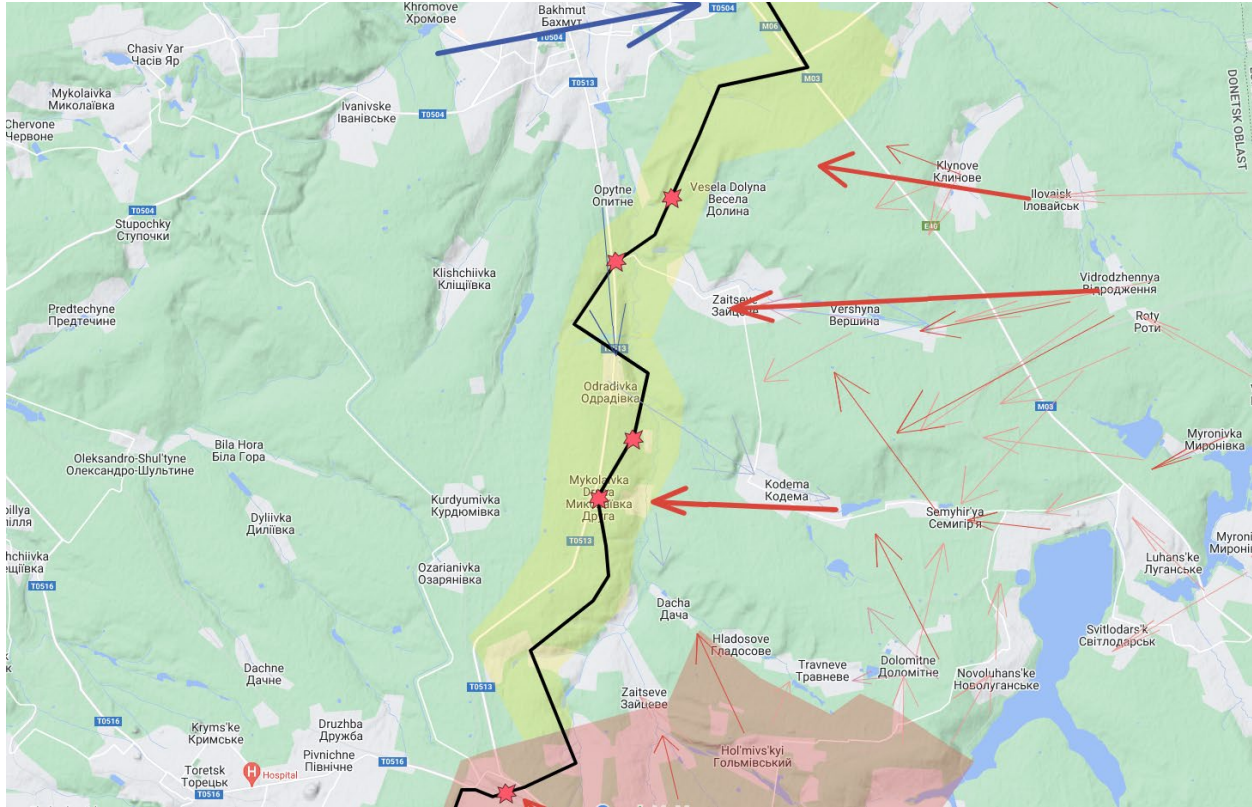 Khromove
Хромове
Bakhmut
Бахмут
T0504
M06
T0504
Chasiv Yar
Часів Яр
T0513
M03
Mykolaivka
Миколаївка
Ivanivske
Іванівське
T0504
Chervone
Червоне
DONETSK OBLAST
Klynove
Клинове
Opytne
Опитне
Vesela Dolyna
Весела
Долина
Ilovaisk
Іловайськ
T0504
Stupochky
Ступочки
E40
Klishchiivka
Кліщіївка
Vidrodzhennya
Відродження
Predtechyne
Предтечине
Zaitseve
Зайцеве
Vershyna
Вершина
Roty
Роти
Odradivka
Одрадівка
M03
Myronivka
Миронівка
Bila Hora
Біла Гора
Oleksandro-Shul'tyne
Олександро-Шультине
Kurdyumivka
Курдюмівка
Mykolaivka
Druha
Миколаївка
Друга
Kodema
Кодема
Semyhir'ya
Семигір'я
Dyliivka
Диліївка
T0513
Luhans'ke
Луганське
Ozarianivka
Озарянівка
T0516
Dacha
Дача
Hladosove
Гладосове
Svitlodars'k
Світлодарськ
Travneve
Травневе
Dolomitne
Доломітне
Novoluhans'ke
Новолуганське
Dachne
Дачне
T0513
Zaitseve
Зайцеве
T0516
Kryms'ke
Кримське
Druzhba
Дружба
Pivnichne
Північне
T0516
Hol'mivs'kyi
Гольмівський
Toretsk
Торецьк
H
Hospital
T0516